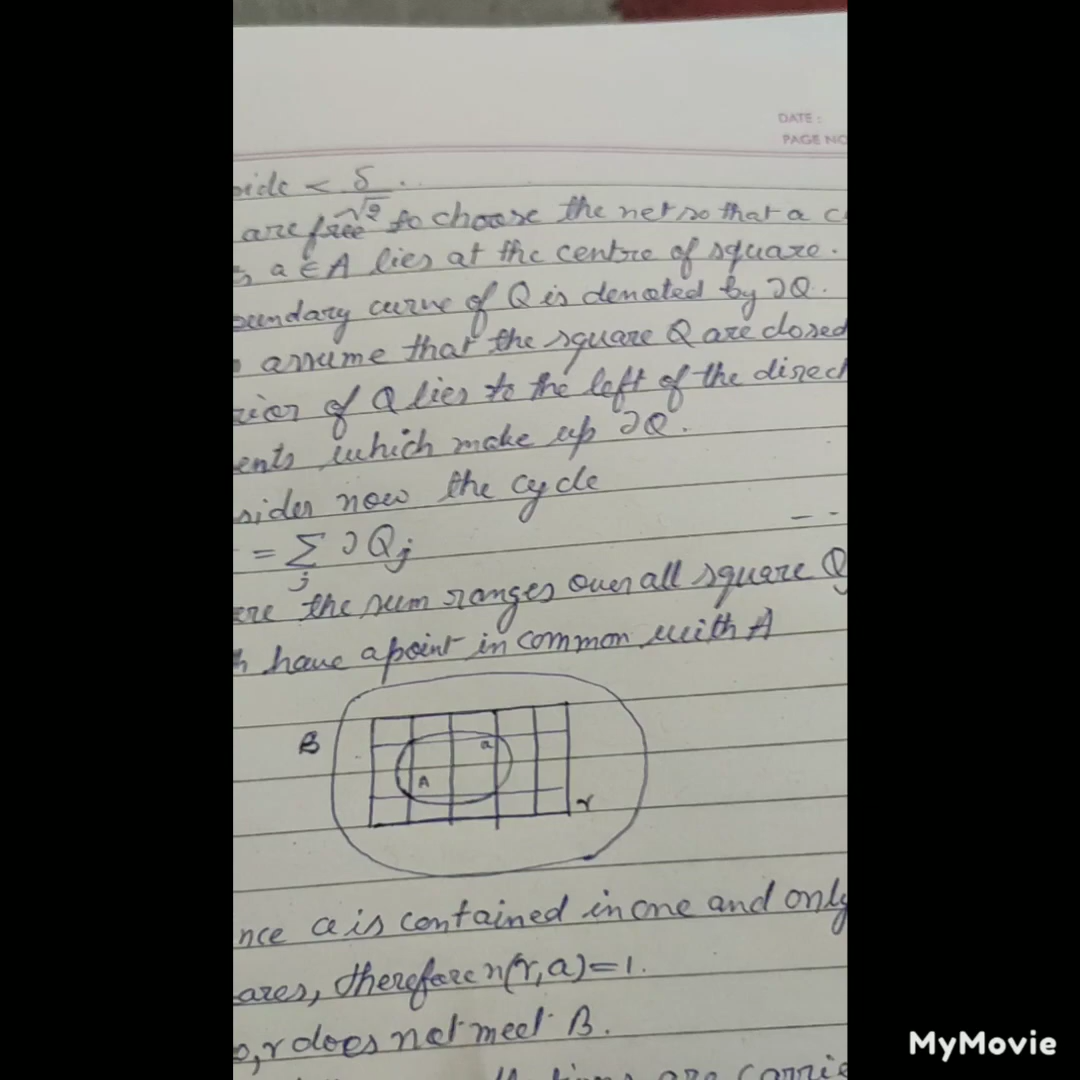 DATE :
PAGE NO
side < δ/√2 .
are free to choose the net so that a c
a ∈ A lies at the centre of square.
oundary curve of Q is denoted by ∂Q.
assume that the square Q are closed
rior of Q lies to the left of the direc
ents which make up ∂Q.
sider now the cycle
= Σ_j ∂Q_j --
ere the sum ranges over all square Q
h have a point in common with A
B
a
A
r
nce a is contained in one and only
ares, therefore n(r,a)=1.
o, r does not meet B.
MyMovie